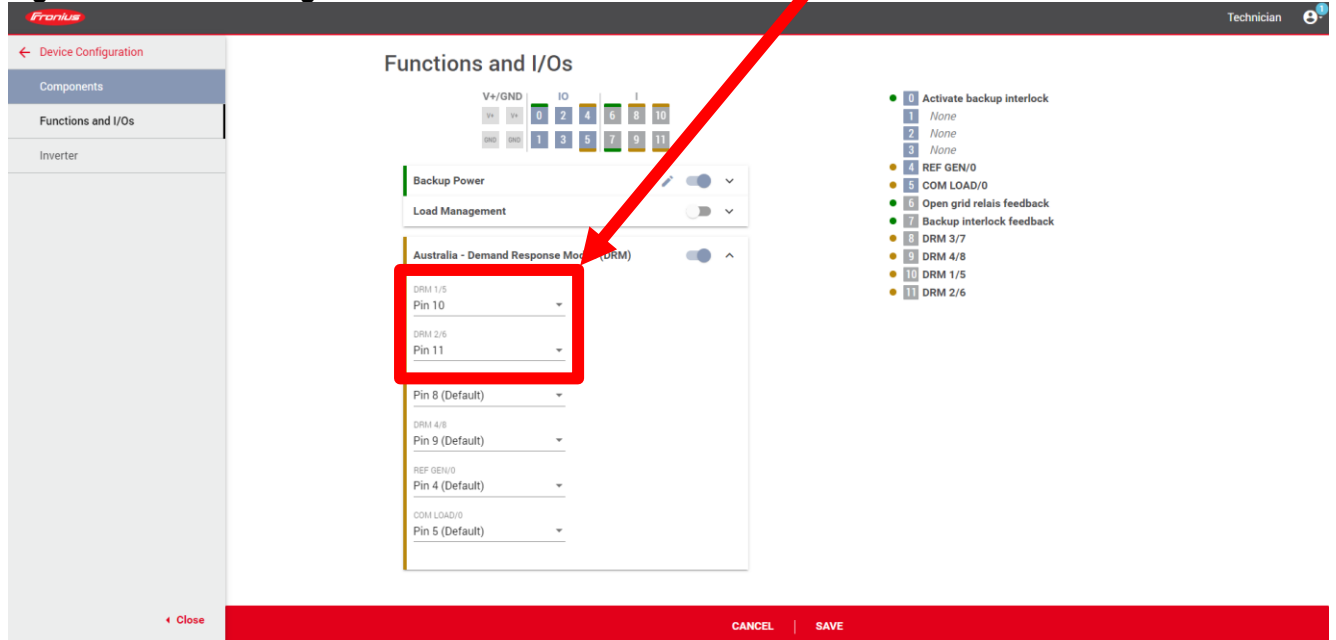 Fronius
Technician
1
Device Configuration
Components
Functions and I/Os
Inverter
Close
Functions and I/Os
V+/GND IO I
V+ V+ 0 2 4 6 8 10
GND GND 1 3 5 7 9 11
Backup Power
Load Management
Australia - Demand Response (DRM)
DRM 1/5
Pin 10
DRM 2/6
Pin 11
Pin 8 (Default)
DRM 4/8
Pin 9 (Default)
REF GEN/0
Pin 4 (Default)
COM LOAD/0
Pin 5 (Default)
0 Activate backup interlock
1 None
2 None
3 None
4 REF GEN/0
5 COM LOAD/0
6 Open grid relais feedback
7 Backup interlock feedback
8 DRM 3/7
9 DRM 4/8
10 DRM 1/5
11 DRM 2/6
CANCEL | SAVE